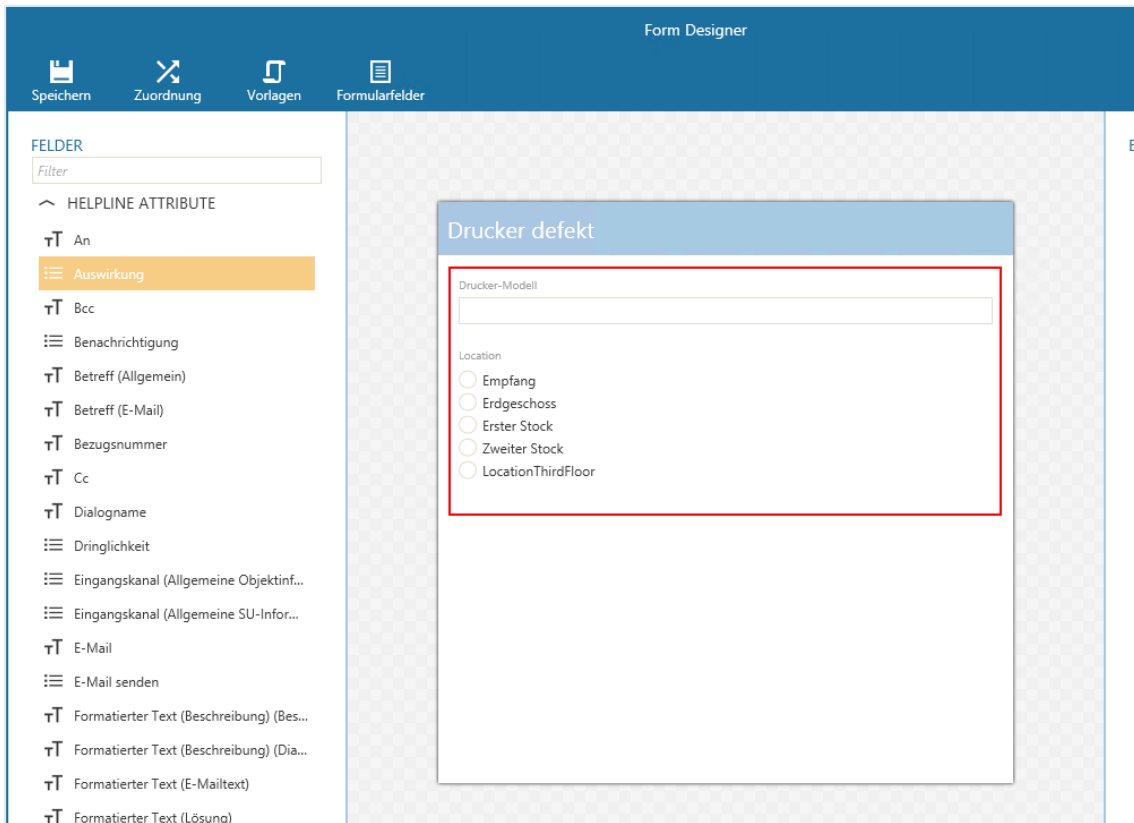 Form Designer
Speichern
Zuordnung
Vorlagen
Formularfelder
FELDER
Filter
HELPLINE ATTRIBUTE
An
Auswirkung
Bcc
Benachrichtigung
Betreff (Allgemein)
Betreff (E-Mail)
Bezugsnummer
Cc
Dialogname
Dringlichkeit
Eingangskanal (Allgemeine Objektinf...
Eingangskanal (Allgemeine SU-Infor...
E-Mail
E-Mail senden
Formatierter Text (Beschreibung) (Bes...
Formatierter Text (Beschreibung) (Dia...
Formatierter Text (E-Mailtext)
Formatierter Text (Lösung)
Drucker defekt
Drucker-Modell
Location
Empfang
Erdgeschoss
Erster Stock
Zweiter Stock
LocationThirdFloor